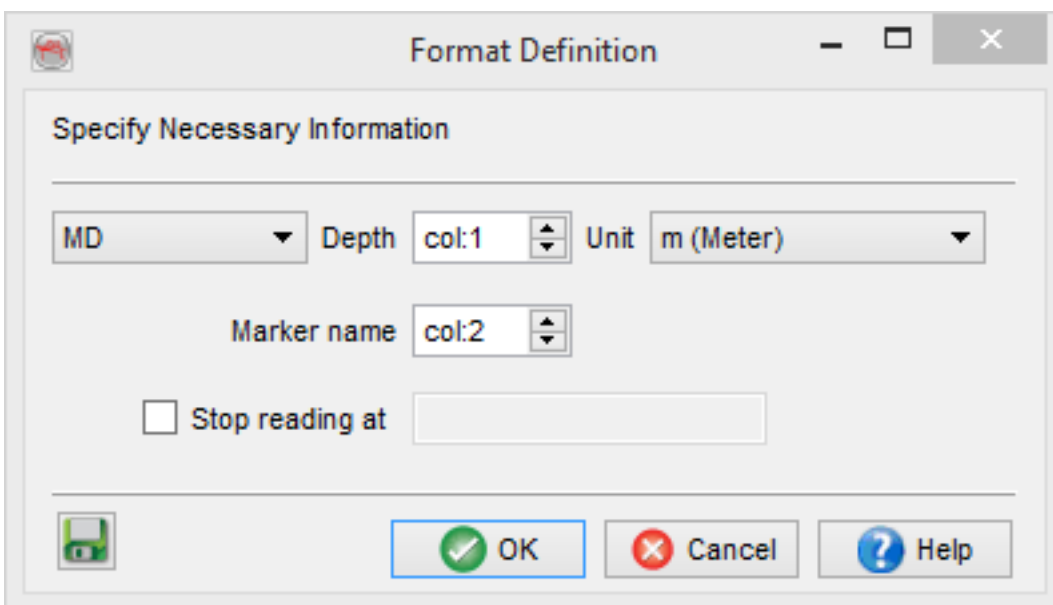 Format Definition
Specify Necessary Information
MD Depth col:1 Unit m (Meter)
Marker name col:2
Stop reading at
OK Cancel Help